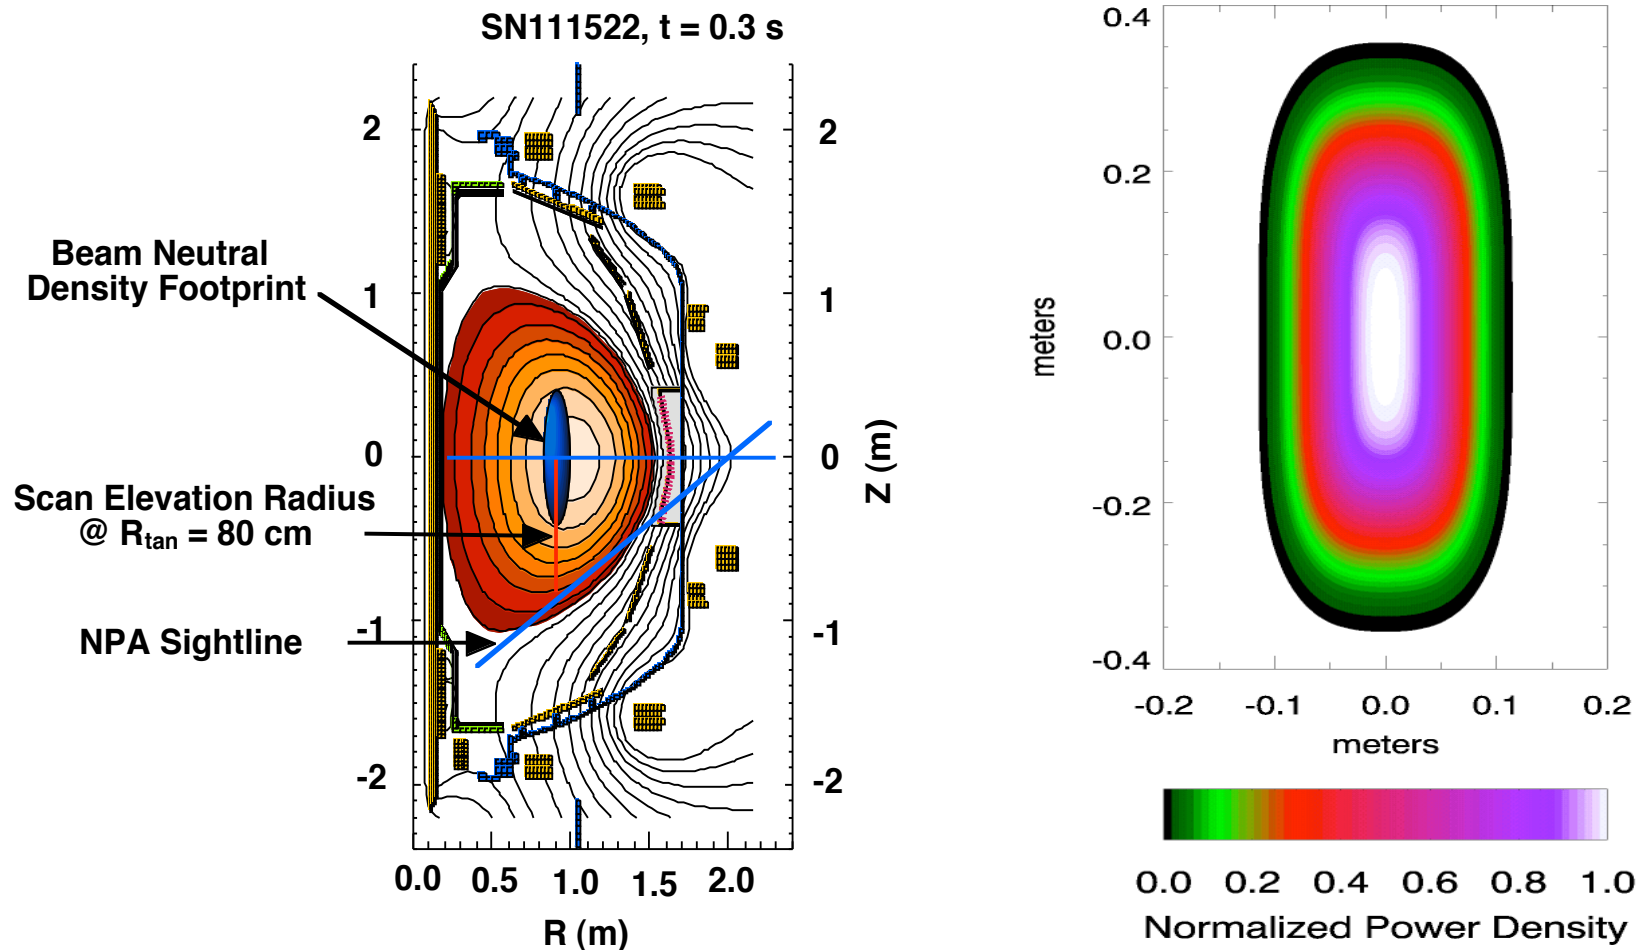 SN111522, t = 0.3 s
2
1
0
-1
-2
2
1
0
-1
-2
Z (m)
0.0 0.5 1.0 1.5 2.0
R (m)
Beam Neutral
Density Footprint
Scan Elevation Radius
@ Rtan = 80 cm
NPA Sightline
0.4
0.2
0.0
-0.2
-0.4
meters
-0.2 -0.1 0.0 0.1 0.2
meters
0.0 0.2 0.4 0.6 0.8 1.0
Normalized Power Density